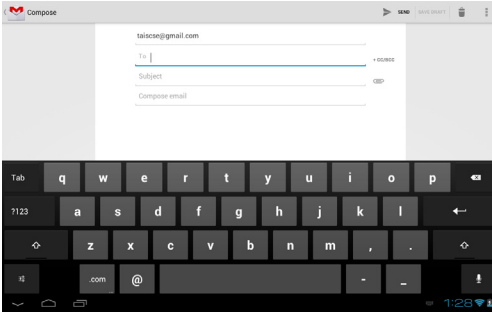 Compose
SEND
SAVE DRAFT
taiscse@gmail.com
To
+ CC/BCC
Subject
Compose email
Tab q w e r t y u i o p
?123 a s d f g h j k l
z x c v b n m , .
.com @ - _
1:28